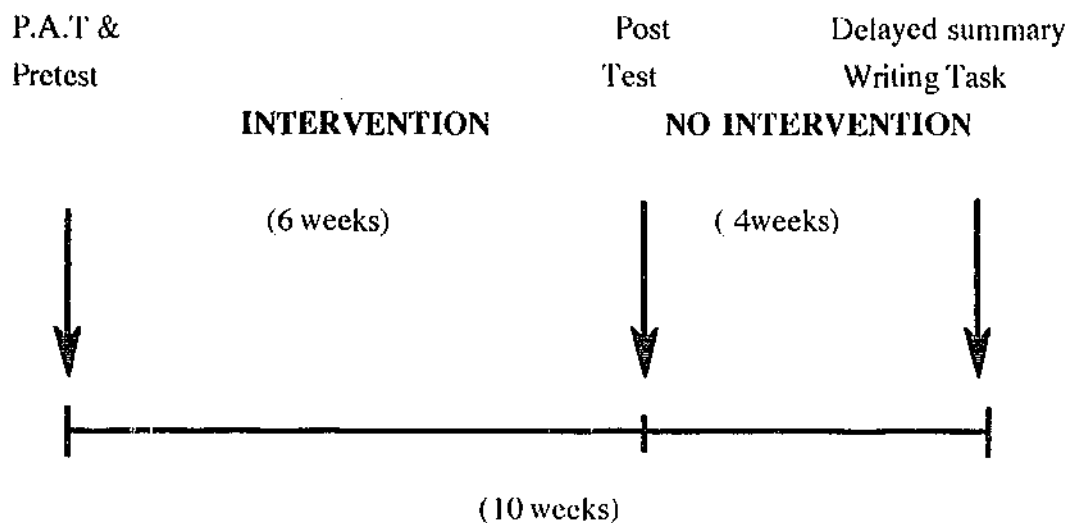 P.A.T &
Pretest
Post
Test
Delayed summary
Writing Task
INTERVENTION
NO INTERVENTION
(6 weeks)
( 4weeks)
(10 weeks)